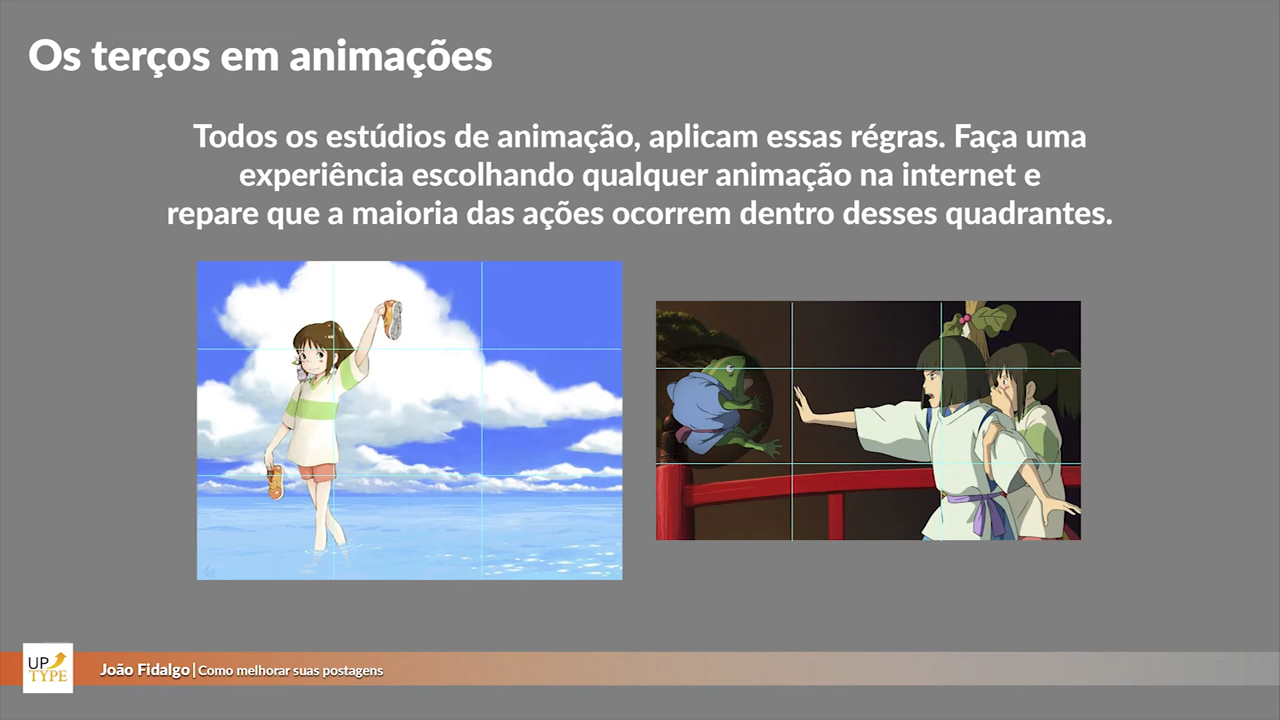 Os terços em animações
Todos os estúdios de animação, aplicam essas régras. Faça uma
experiência escolhando qualquer animação na internet e
repare que a maioria das ações ocorrem dentro desses quadrantes.
UP
TYPE
João Fidalgo|Como melhorar suas postagens